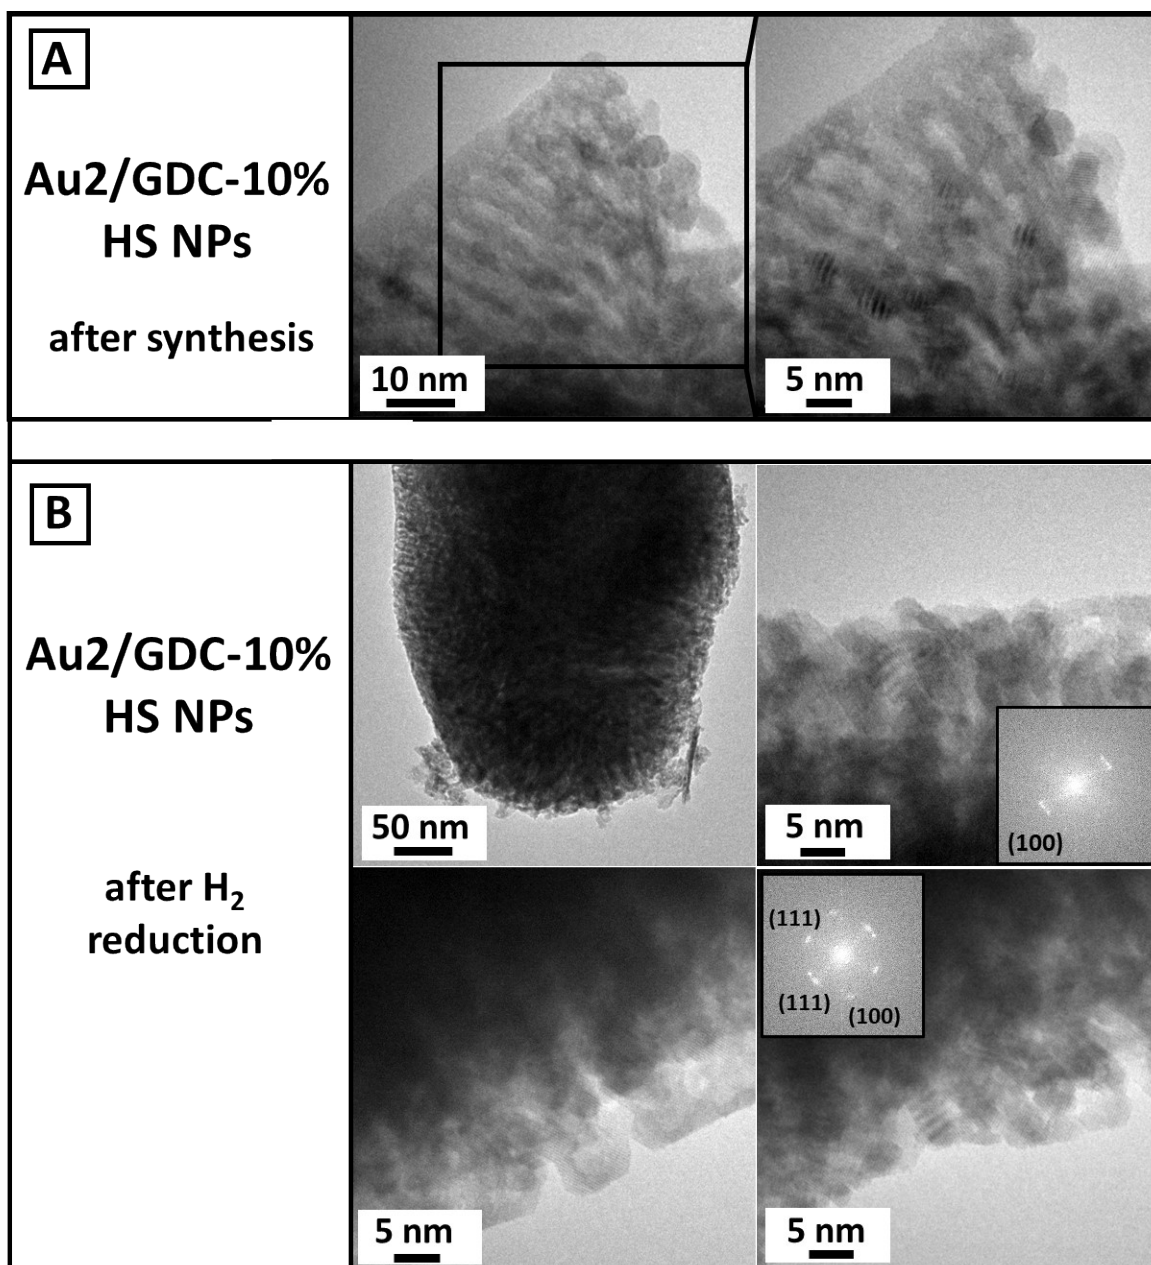 A
Au2/GDC-10%
HS NPs
after synthesis
10 nm
5 nm
B
Au2/GDC-10%
HS NPs
after H₂
reduction
50 nm
5 nm
(100)
5 nm
(111)
(111)
(100)
5 nm